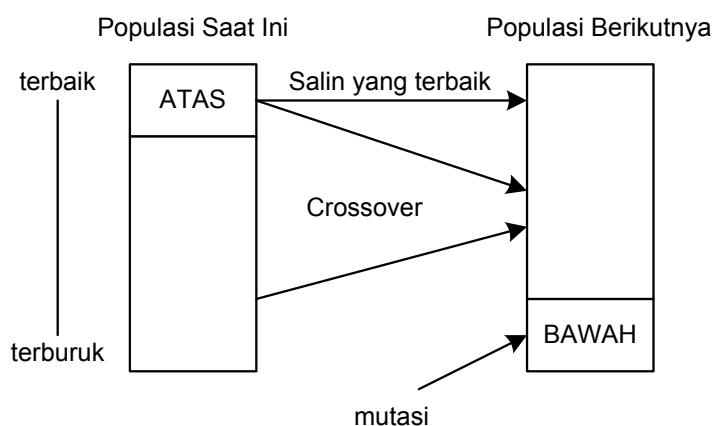 Populasi Saat Ini
Populasi Berikutnya
terbaik
ATAS
Salin yang terbaik
Crossover
terburuk
BAWAH
mutasi